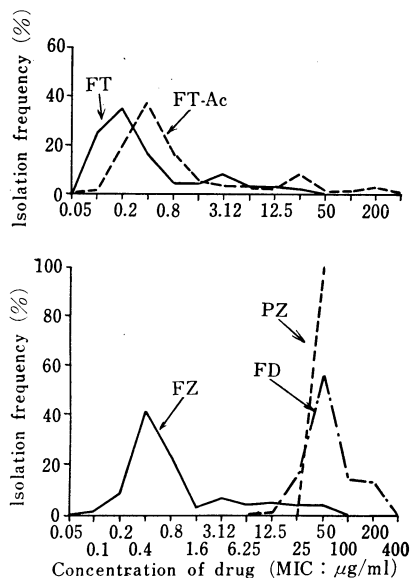 Isolation frequency (%)
60
40
20
0
FT
FT-Ac
0.05 0.2 0.8 3.12 12.5 50 200
Isolation frequency (%)
100
80
60
40
20
0
PZ
FD
FZ
0.05 0.2 0.8 3.12 12.5 50 200
0.1 0.4 1.6 6.25 25 100 400
Concentration of drug (MIC : μg/ml)